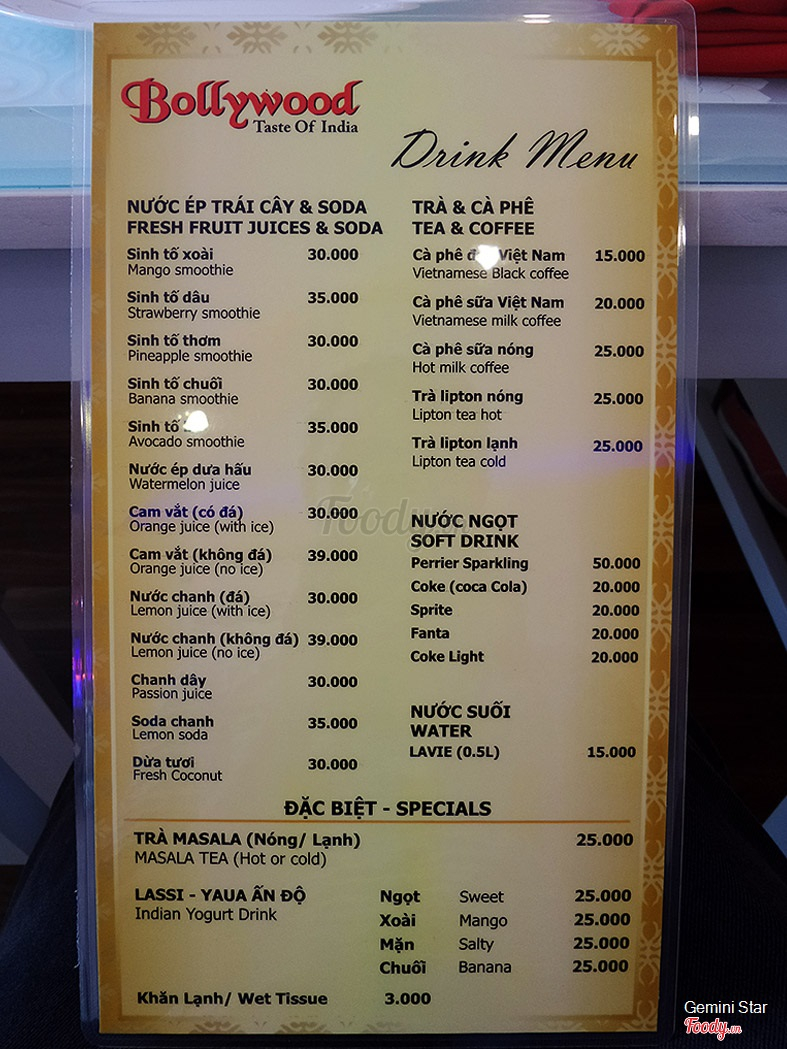 Bollywood
Taste Of India
Drink Menu
NƯỚC ÉP TRÁI CÂY & SODA
FRESH FRUIT JUICES & SODA
Sinh tố xoài 30.000
Mango smoothie
Sinh tố dâu 35.000
Strawberry smoothie
Sinh tố thơm 30.000
Pineapple smoothie
Sinh tố chuối 30.000
Banana smoothie
Sinh tố 35.000
Avocado smoothie
Nước ép dưa hấu 30.000
Watermelon juice
Cam vắt (có đá) 30.000
Orange juice (with ice)
Cam vắt (không đá) 39.000
Orange juice (no ice)
Nước chanh (đá) 30.000
Lemon juice (with ice)
Nước chanh (không đá) 39.000
Lemon juice (no ice)
Chanh dây 30.000
Passion juice
Soda chanh 35.000
Lemon soda
Dừa tươi 30.000
Fresh Coconut
TRÀ & CÀ PHÊ
TEA & COFFEE
Cà phê Việt Nam 15.000
Vietnamese Black coffee
Cà phê sữa Việt Nam 20.000
Vietnamese milk coffee
Cà phê sữa nóng 25.000
Hot milk coffee
Trà lipton nóng 25.000
Lipton tea hot
Trà lipton lạnh 25.000
Lipton tea cold
NƯỚC NGỌT
SOFT DRINK
Perrier Sparkling 50.000
Coke (coca Cola) 20.000
Sprite 20.000
Fanta 20.000
Coke Light 20.000
NƯỚC SUỐI
WATER
LAVIE (0.5L) 15.000
ĐẶC BIỆT - SPECIALS
TRÀ MASALA (Nóng/ Lạnh) 25.000
MASALA TEA (Hot or cold)
LASSI - YAUA ẤN ĐỘ Ngọt Sweet 25.000
Indian Yogurt Drink Xoài Mango 25.000
Mặn Salty 25.000
Chuối Banana 25.000
Khăn Lạnh/ Wet Tissue 3.000
Foody.vn
Gemini Star
Foody.vn